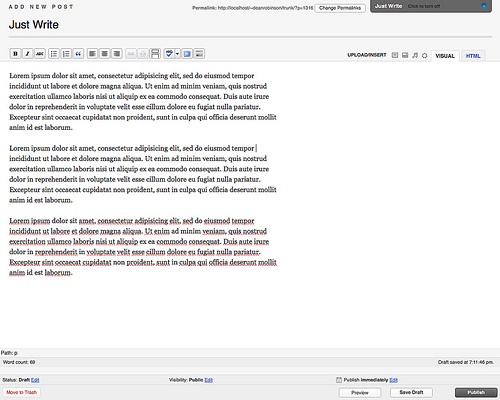 ADD NEW POST
Permalink: http://localhost/~deanrobinson/trunk/?p=1316
Change Permalinks
Just Write Click to turn off
Just Write
B I ABC
UPLOAD/INSERT
VISUAL HTML
Lorem ipsum dolor sit amet, consectetur adipisicing elit, sed do eiusmod tempor
incididunt ut labore et dolore magna aliqua. Ut enim ad minim veniam, quis nostrud
exercitation ullamco laboris nisi ut aliquip ex ea commodo consequat. Duis aute irure
dolor in reprehenderit in voluptate velit esse cillum dolore eu fugiat nulla pariatur.
Excepteur sint occaecat cupidatat non proident, sunt in culpa qui officia deserunt mollit
anim id est laborum.
Lorem ipsum dolor sit amet, consectetur adipisicing elit, sed do eiusmod tempor
incididunt ut labore et dolore magna aliqua. Ut enim ad minim veniam, quis nostrud
exercitation ullamco laboris nisi ut aliquip ex ea commodo consequat. Duis aute irure
dolor in reprehenderit in voluptate velit esse cillum dolore eu fugiat nulla pariatur.
Excepteur sint occaecat cupidatat non proident, sunt in culpa qui officia deserunt mollit
anim id est laborum.
Lorem ipsum dolor sit amet, consectetur adipisicing elit, sed do eiusmod tempor
incididunt ut labore et dolore magna aliqua. Ut enim ad minim veniam, quis nostrud
exercitation ullamco laboris nisi ut aliquip ex ea commodo consequat. Duis aute irure
dolor in reprehenderit in voluptate velit esse cillum dolore eu fugiat nulla pariatur.
Excepteur sint occaecat cupidatat non proident, sunt in culpa qui officia deserunt mollit
anim id est laborum.
Path: p
Word count: 69
Draft saved at 7:11:46 pm.
Status: Draft Edit
Visibility: Public Edit
Publish immediately Edit
Move to Trash
Preview
Save Draft
Publish